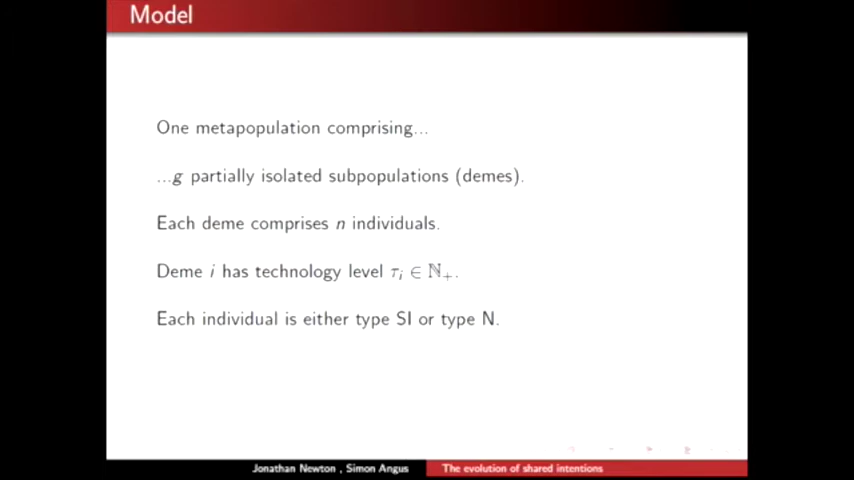 Model
One metapopulation comprising...
...g partially isolated subpopulations (demes).
Each deme comprises n individuals.
Deme i has technology level τᵢ ∈ ℕ₊.
Each individual is either type SI or type N.
Jonathan Newton , Simon Angus
The evolution of shared intentions